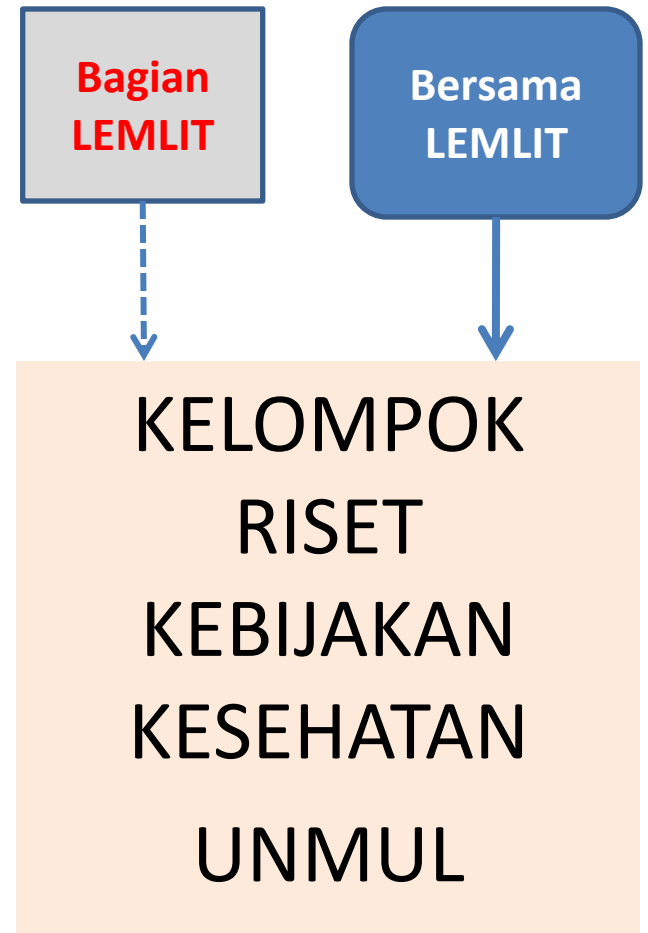 Bagian
LEMLIT
Bersama
LEMLIT
KELOMPOK
RISET
KEBIJAKAN
KESEHATAN
UNMUL